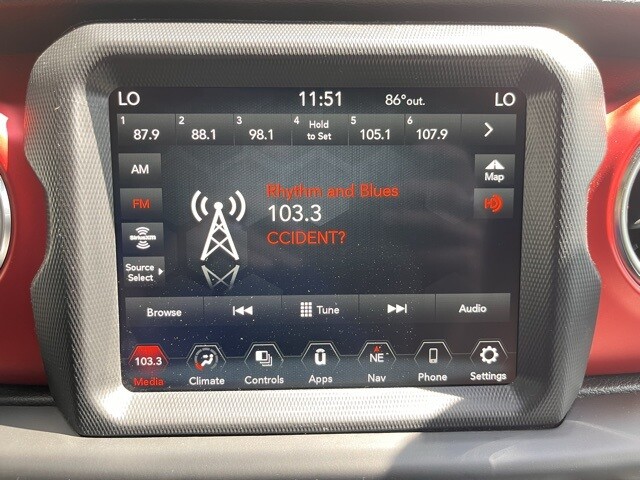 LO 11:51 86°out. LO
1 87.9 2 88.1 3 98.1 4 Hold to Set 5 105.1 6 107.9
AM
Map
FM
Rhythm and Blues
103.3
CCIDENT?
SiriusXM
Source
Select
Browse Tune Audio
103.3 NE
Media Climate Controls Apps Nav Phone Settings